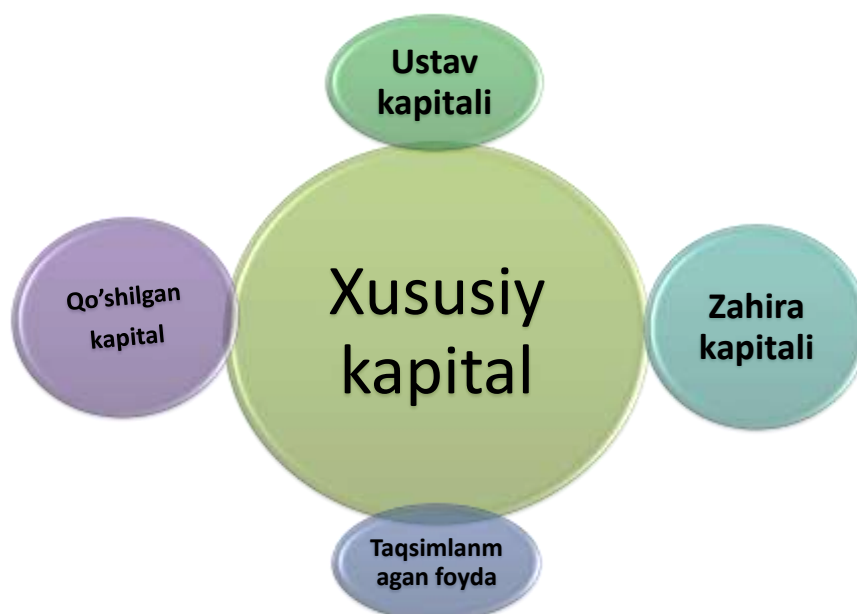 Ustav
kapitali
Qo’shilgan
kapital
Xususiy
kapital
Zahira
kapitali
Taqsimlanm
agan foyda